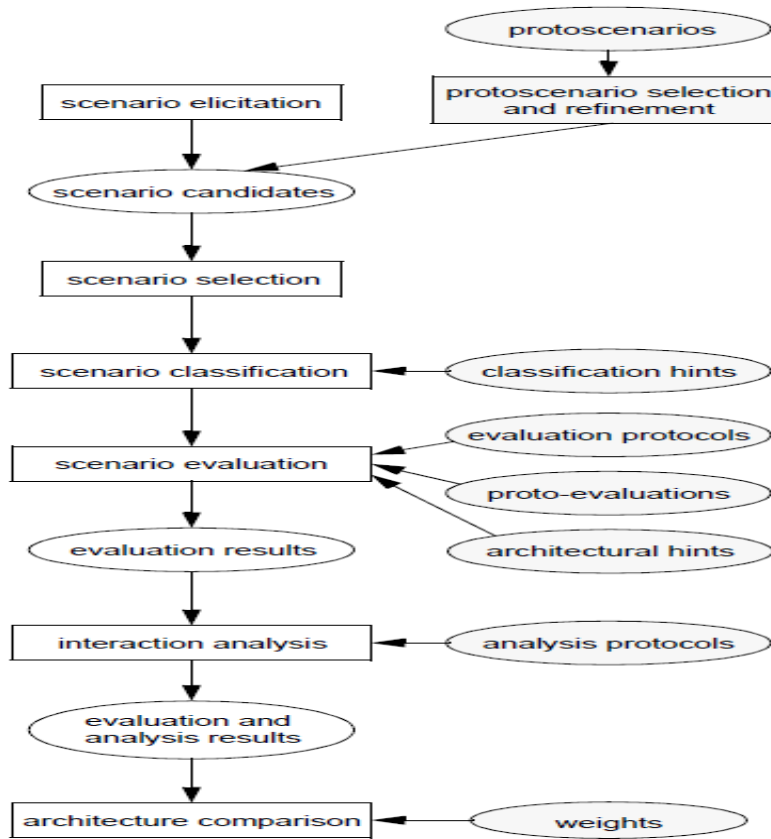 protoscenarios
protoscenario selection
and refinement
scenario elicitation
scenario candidates
scenario selection
scenario classification
classification hints
evaluation protocols
scenario evaluation
proto-evaluations
evaluation results
architectural hints
interaction analysis
analysis protocols
evaluation and
analysis results
architecture comparison
weights